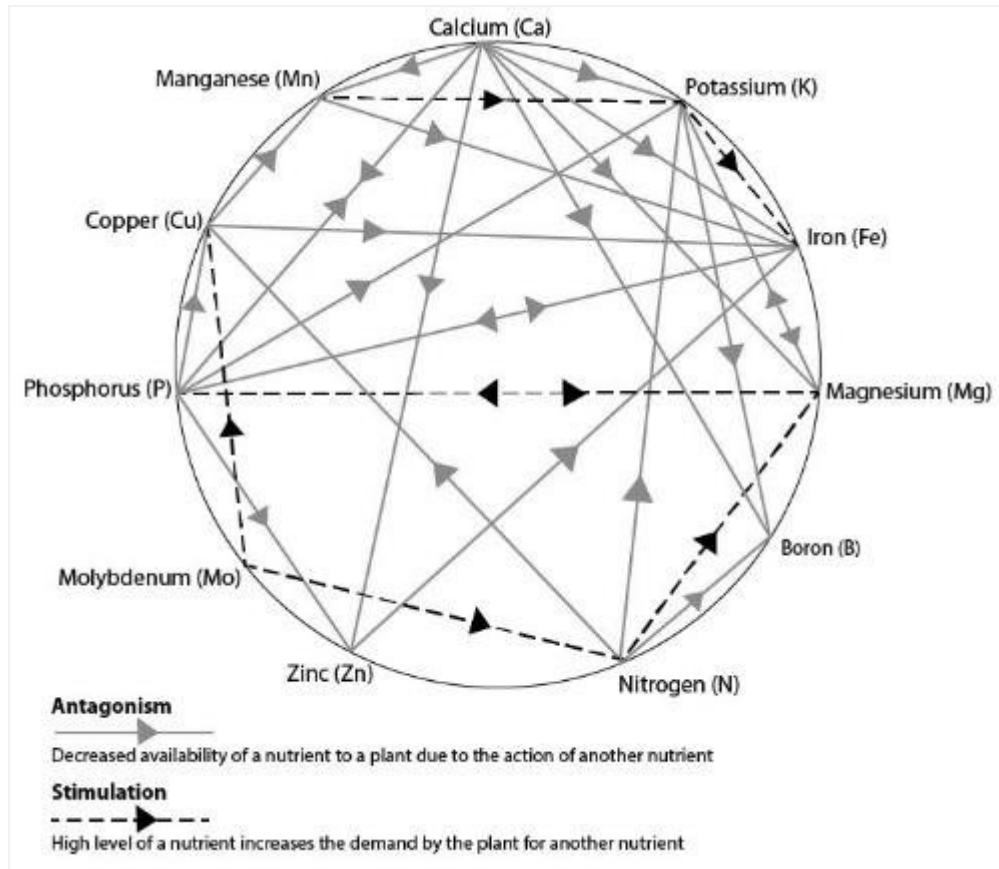 Calcium (Ca)
Manganese (Mn)
Potassium (K)
Copper (Cu)
Iron (Fe)
Phosphorus (P)
Magnesium (Mg)
Boron (B)
Molybdenum (Mo)
Zinc (Zn)
Nitrogen (N)
Antagonism
Decreased availability of a nutrient to a plant due to the action of another nutrient
Stimulation
High level of a nutrient increases the demand by the plant for another nutrient